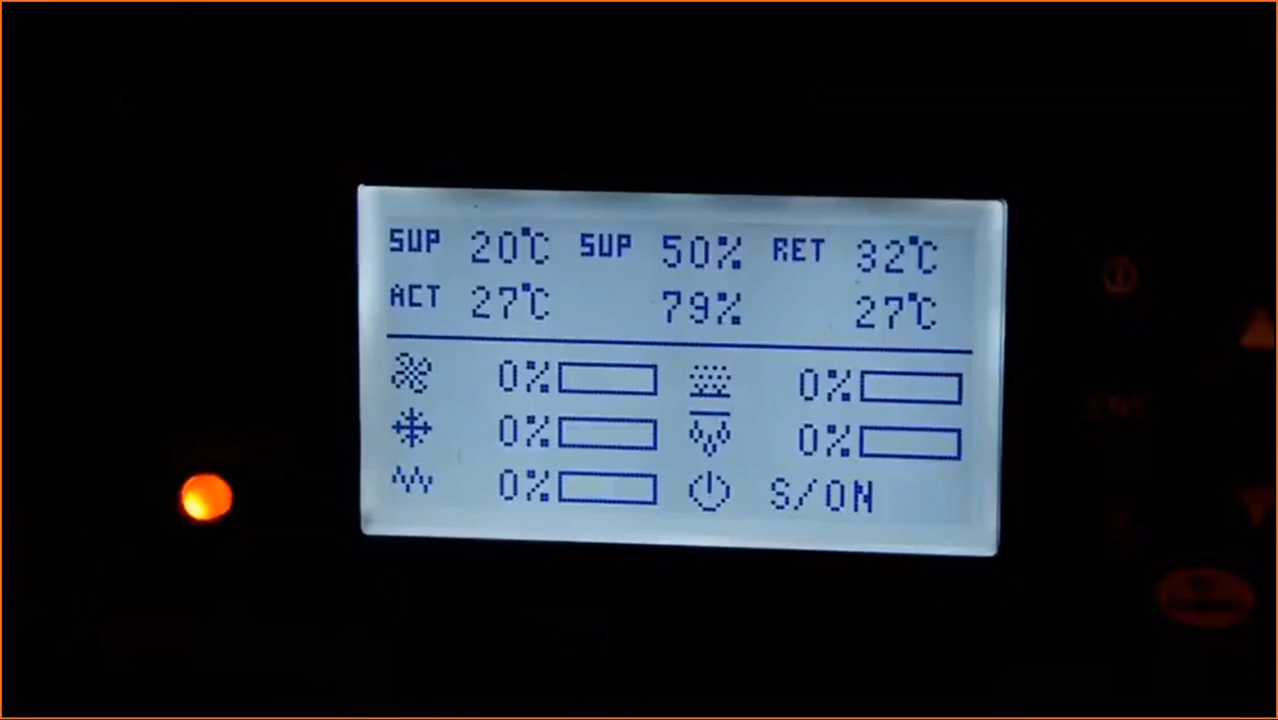 SUP 20°C SUP 50% RET 32°C
ACT 27°C 79% 27°C
0% 0%
0% 0%
0% S/ON